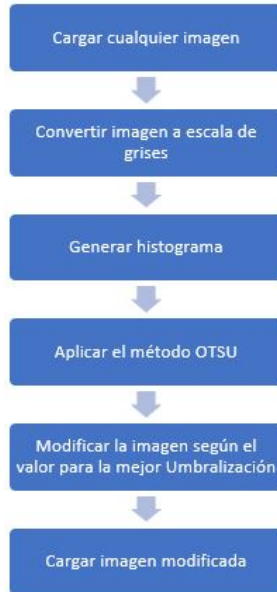 Cargar cualquier imagen
Convertir imagen a escala de
grises
Generar histograma
Aplicar el método OTSU
Modificar la imagen según el
valor para la mejor Umbralización
Cargar imagen modificada